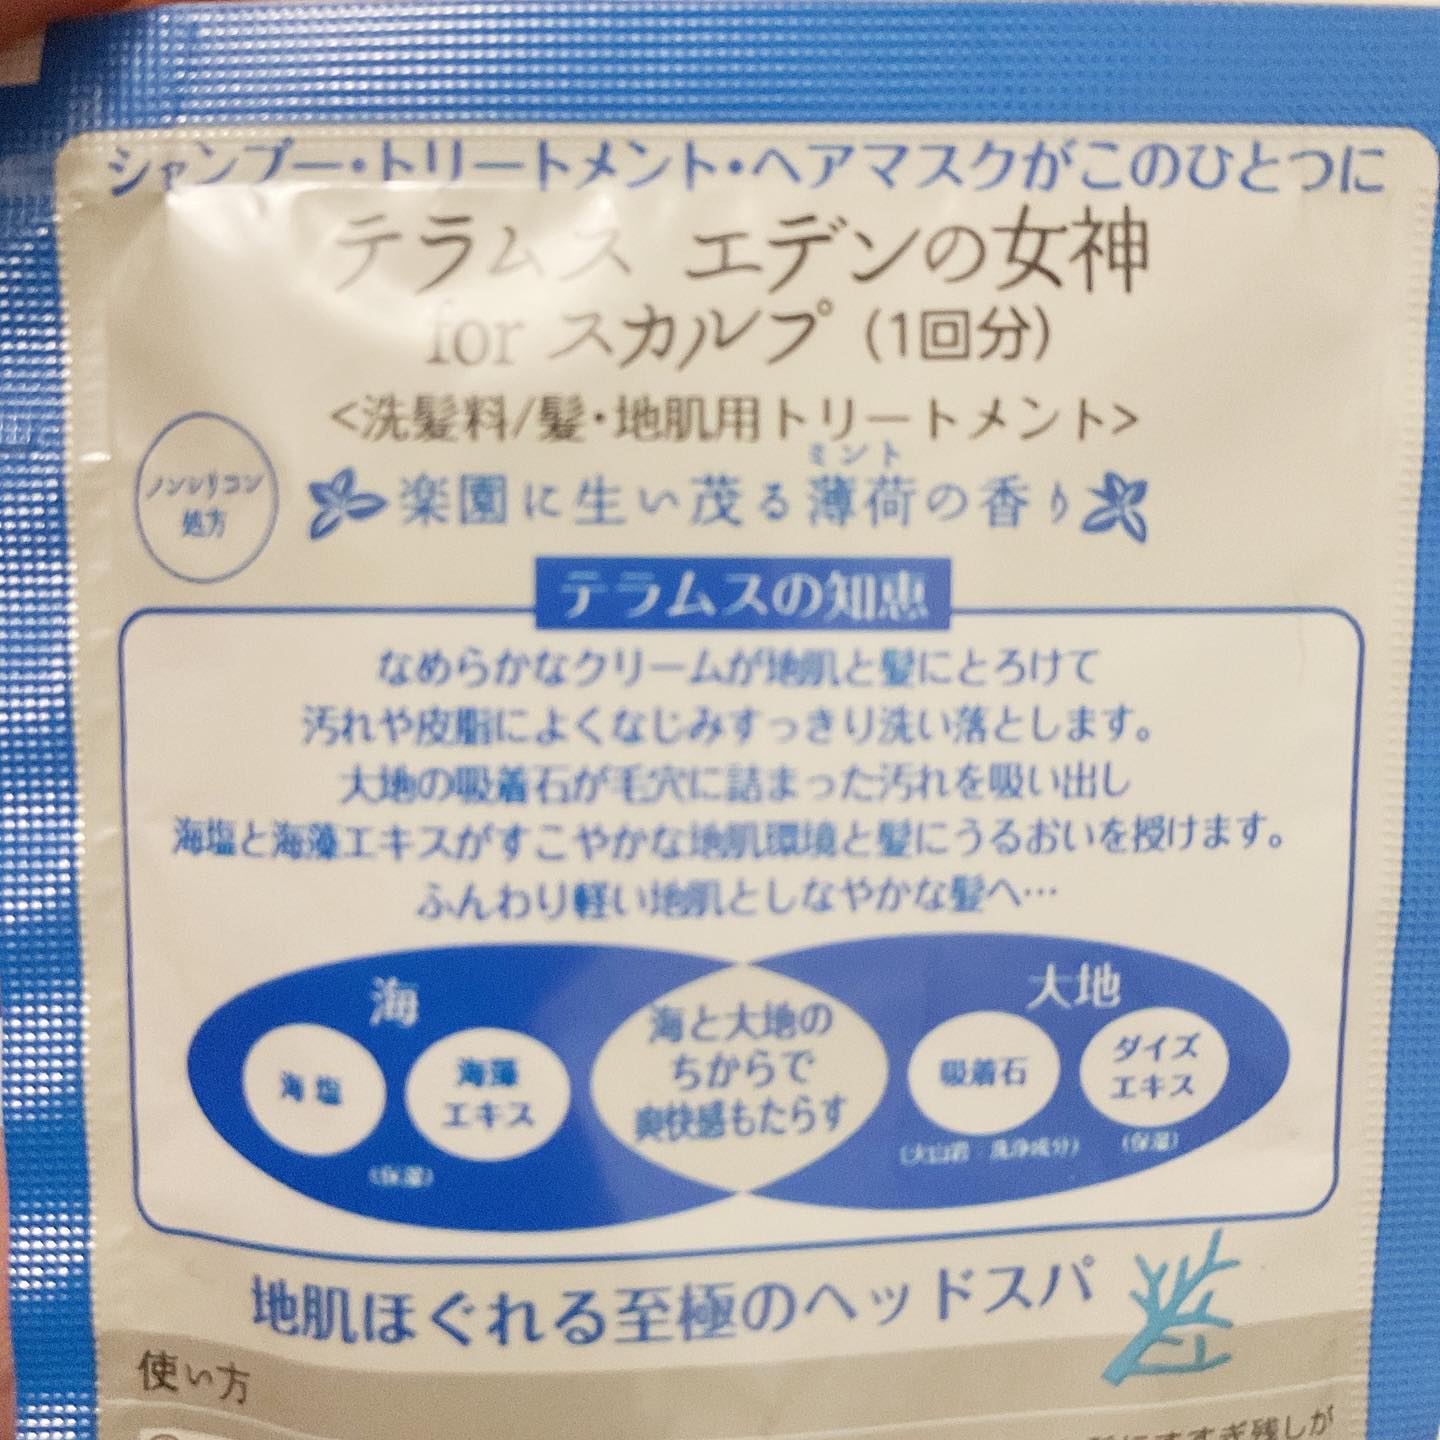 シャンプー・トリートメント・ヘアマスクがこのひとつに
テラムス エデンの女神
for スカルプ (1回分)
<洗髪料/髪・地肌用トリートメント>
ノンシリコン
処方
ミント
楽園に生い茂る薄荷の香り
テラムスの知恵
なめらかなクリームが地肌と髪にとろけて
汚れや皮脂によくなじみすっきり洗い落とします。
大地の吸着石が毛穴に詰まった汚れを吸い出し
海塩と海藻エキスがすこやかな地肌環境と髪にうるおいを授けます。
ふんわり軽い地肌としなやかな髪へ…
海
海塩
海藻
エキス
(保湿)
海と大地の
ちからで
爽快感もたらす
大地
吸着石
(火山岩 洗浄成分)
ダイズ
エキス
(保湿)
地肌ほぐれる至極のヘッドスパ
使い方
すすぎ残しが